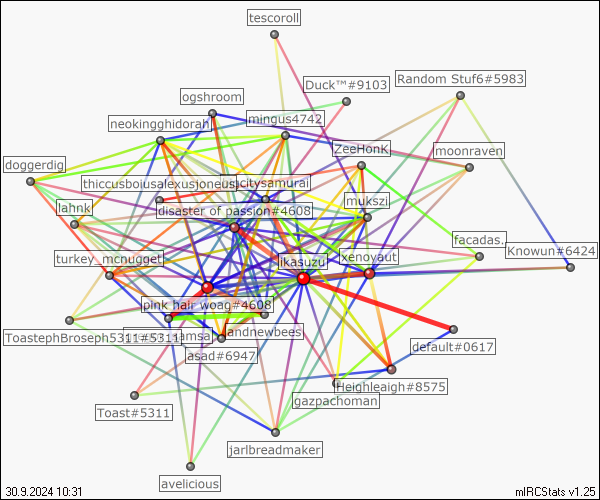 tescoroll
Duck™#9103
Random Stuf6#5983
ogshroom
mingus4742
neokingghidorah
ZeeHonK
moonraven
doggerdig
thiccusboiusalexusjoneus
citysamurai
mukszi
lahnk
disaster of passion#4608
facadas.
Knowun#6424
turkey_mcnugget
likasuzu
xenoyaut
pink hair woag#4608
andnewbees
ToastephBroseph5311#5311
asad#6947
default#0617
Heighleigh#8575
gazpachoman
Toast#5311
jarlbreadmaker
avelicious
30.9.2024 10:31
mIRCStats v1.25